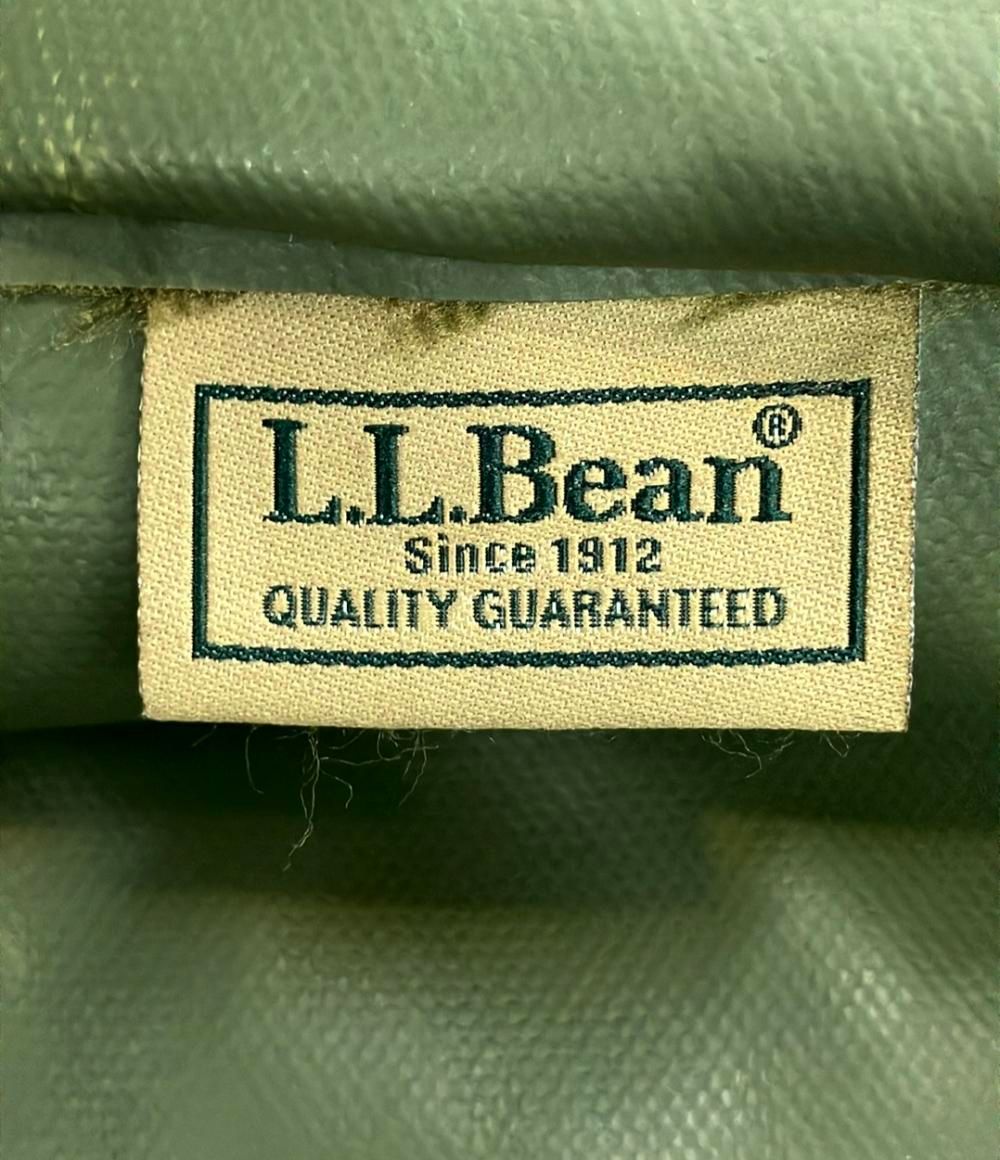 L.L.Bean®
Since 1912
QUALITY GUARANTEED